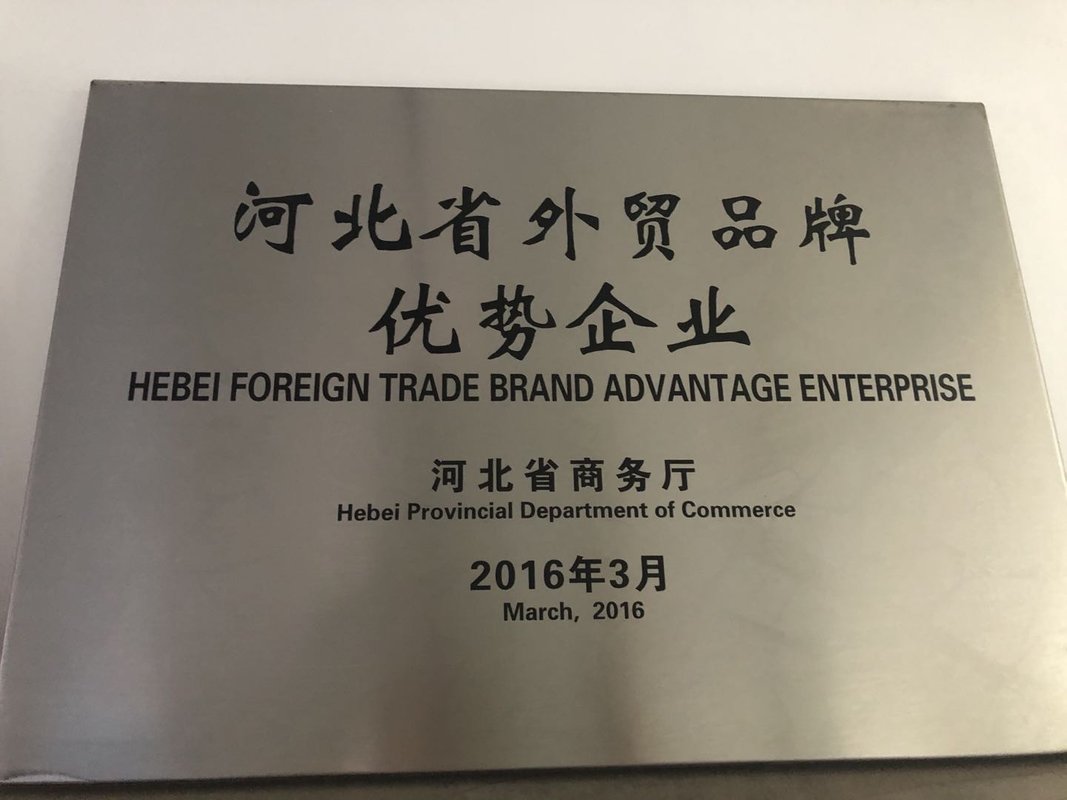 河北省外贸品牌
优势企业
HEBEI FOREIGN TRADE BRAND ADVANTAGE ENTERPRISE
河北省商务厅
Hebei Provincial Department of Commerce
2016年3月
March, 2016